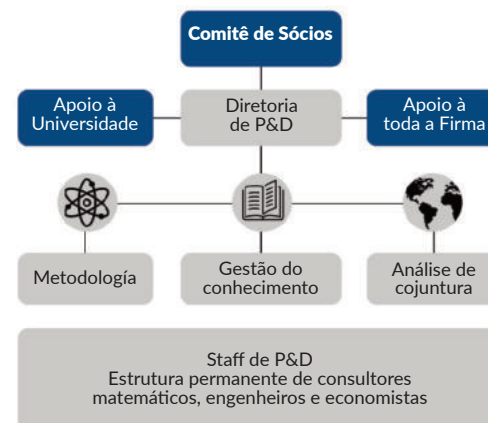 Comitê de Sócios
Apoio à
Universidade
Diretoria
de P&D
Apoio à
toda a Firma
Metodología
Gestão do
conhecimento
Análise de
cojuntura
Staff de P&D
Estrutura permanente de consultores
matemáticos, engenheiros e economistas